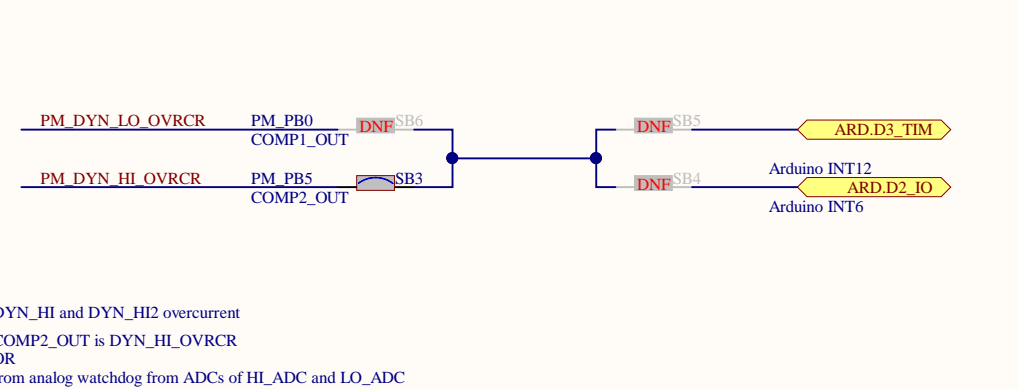 PM_DYN_LO_OVRCR PM_PB0 DNF SB6 DNF SB5 ARD.D3_TIM
COMP1_OUT
Arduino INT12
PM_DYN_HI_OVRCR PM_PB5 SB3 DNF SB4 ARD.D2_IO
COMP2_OUT
Arduino INT6
DYN_HI and DYN_HI2 overcurrent
COMP2_OUT is DYN_HI_OVRCR
OR
from analog watchdog from ADCs of HI_ADC and LO_ADC